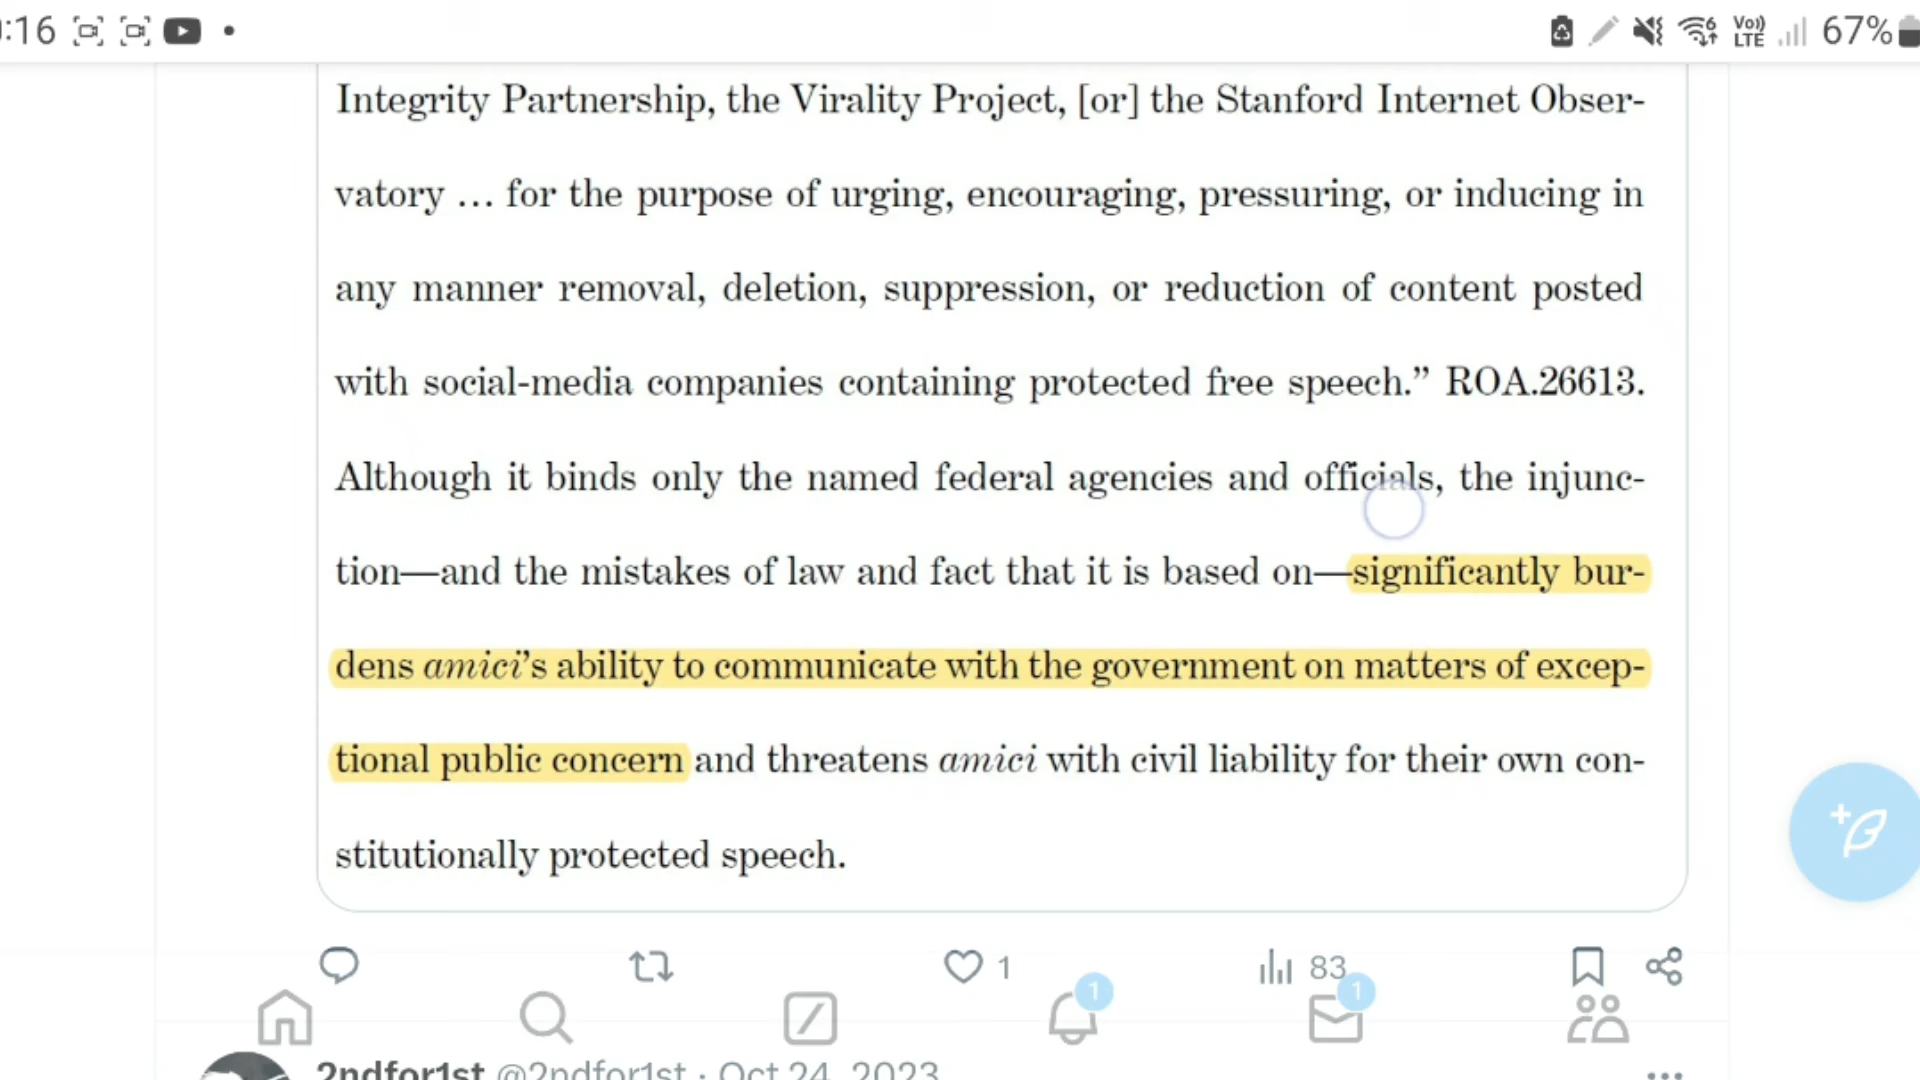 :16
Vo))
LTE
67%
Integrity Partnership, the Virality Project, [or] the Stanford Internet Obser-
vatory ... for the purpose of urging, encouraging, pressuring, or inducing in
any manner removal, deletion, suppression, or reduction of content posted
with social-media companies containing protected free speech.” ROA.26613.
Although it binds only the named federal agencies and officials, the injunc-
tion—and the mistakes of law and fact that it is based on—significantly bur-
dens amici’s ability to communicate with the government on matters of excep-
tional public concern and threatens amici with civil liability for their own con-
stitutionally protected speech.
1
83
1
1
2ndfor1st @2ndfor1st · Oct 24, 2023